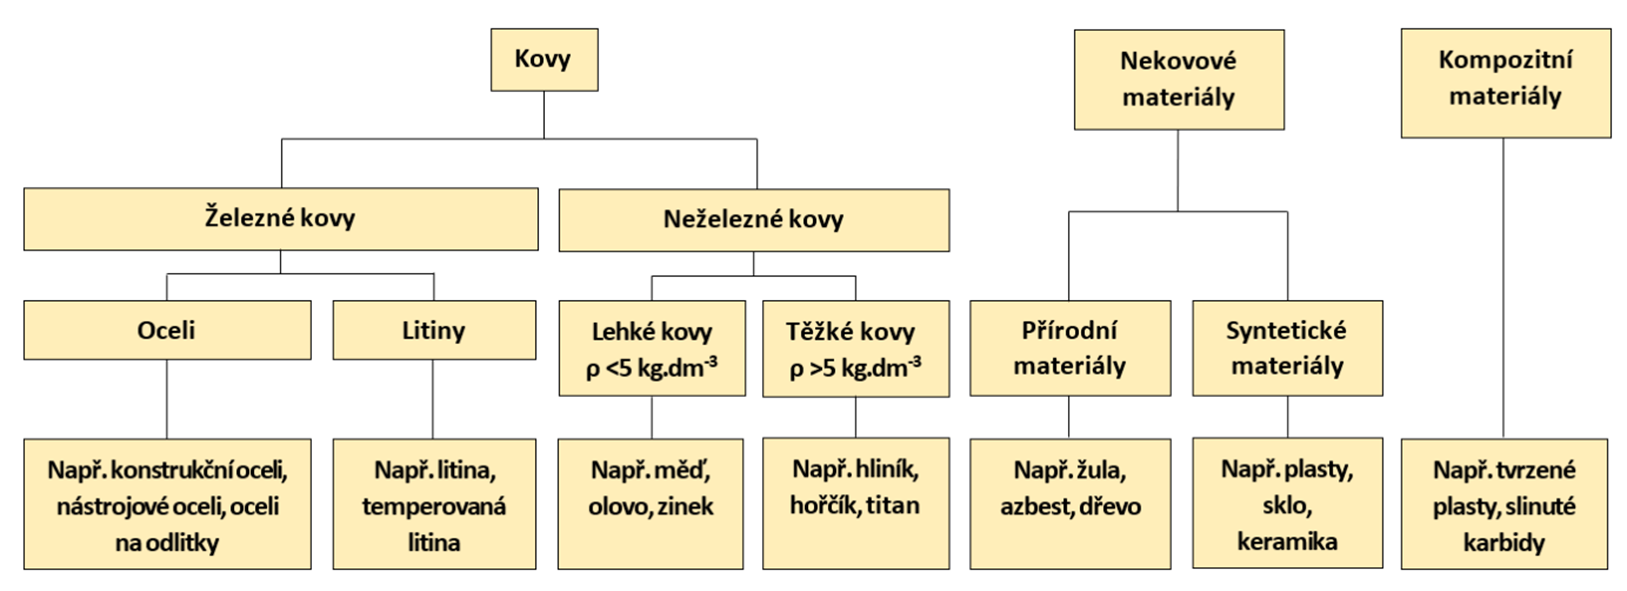 Kovy
Nekovové
materiály
Kompozitní
materiály
Železné kovy
Neželezné kovy
Oceli
Litiny
Lehké kovy
ρ <5 kg.dm⁻³
Těžké kovy
ρ >5 kg.dm⁻³
Přírodní
materiály
Syntetické
materiály
Např. konstrukční oceli,
nástrojové oceli, oceli
na odlitky
Např. litina,
temperovaná
litina
Např. měď,
olovo, zinek
Např. hliník,
hořčík, titan
Např. žula,
azbest, dřevo
Např. plasty,
sklo,
keramika
Např. tvrzené
plasty, slinuté
karbidy